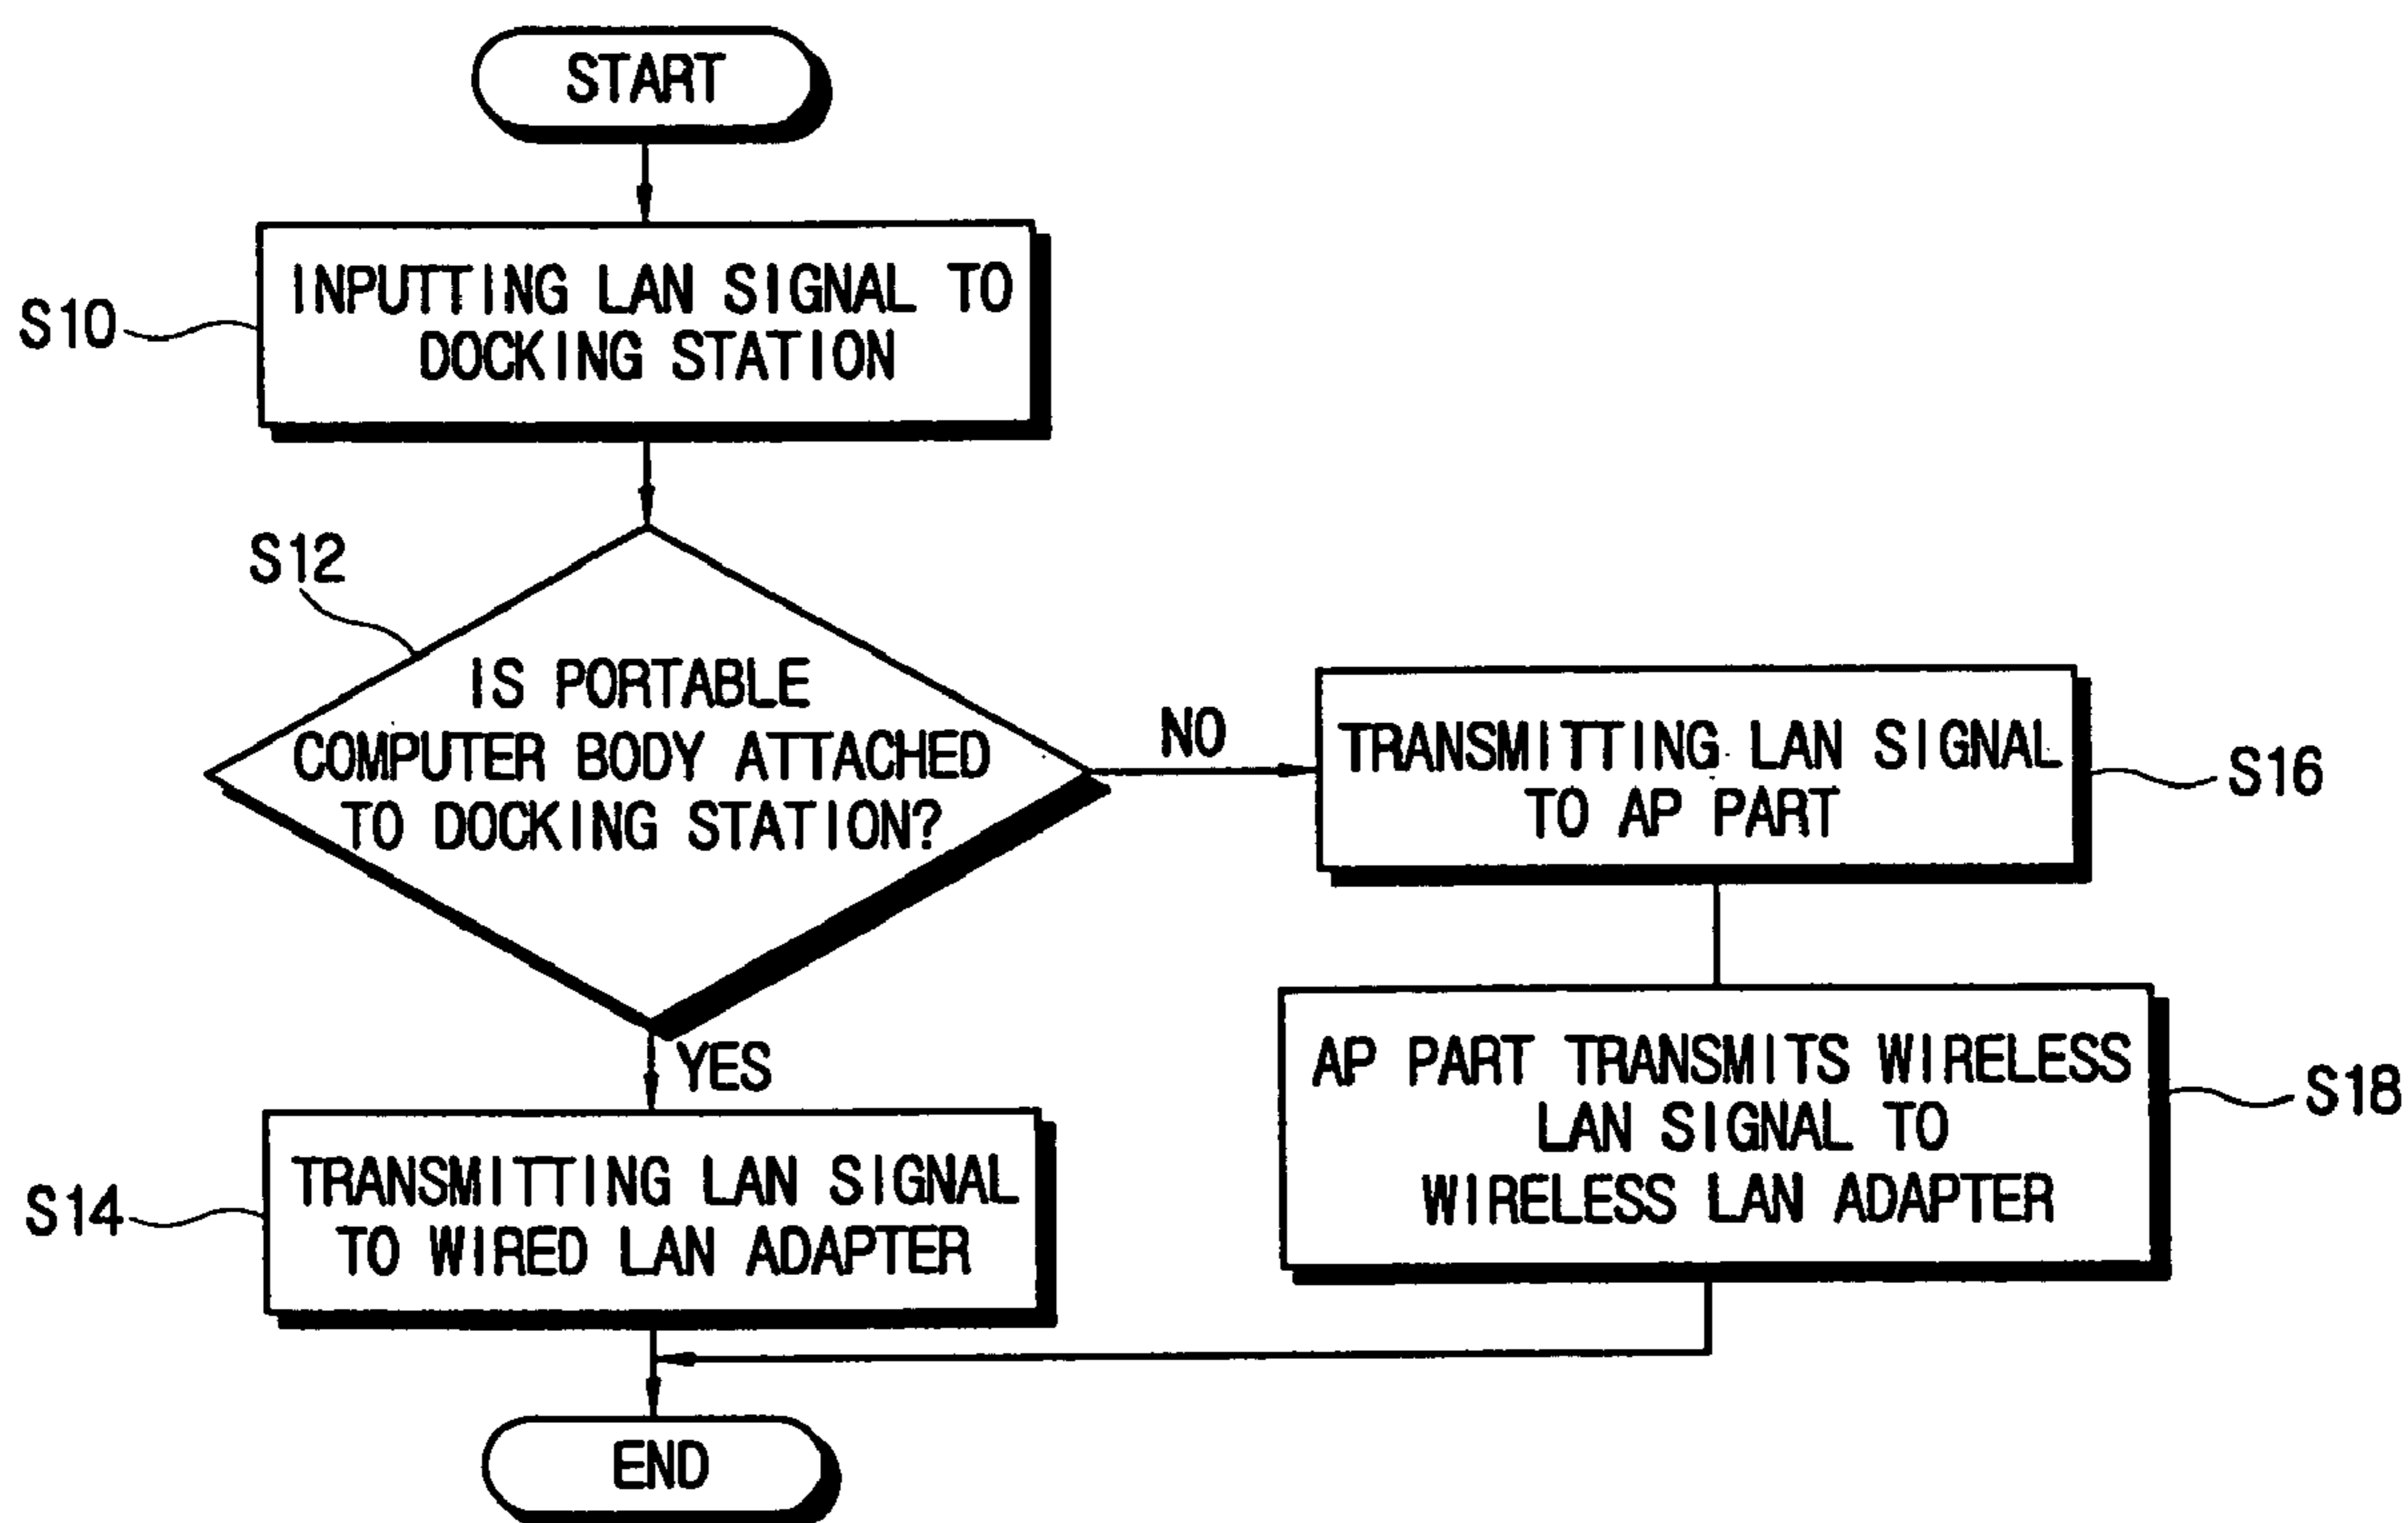 START
INPUTTING LAN SIGNAL TO
DOCKING STATION
S10
S12
IS PORTABLE
COMPUTER BODY ATTACHED
TO DOCKING STATION?
NO
TRANSMITTING LAN SIGNAL
TO AP PART
S16
YES
AP PART TRANSMITS WIRELESS
LAN SIGNAL TO
WIRELESS LAN ADAPTER
S18
TRANSMITTING LAN SIGNAL
TO WIRED LAN ADAPTER
S14
END